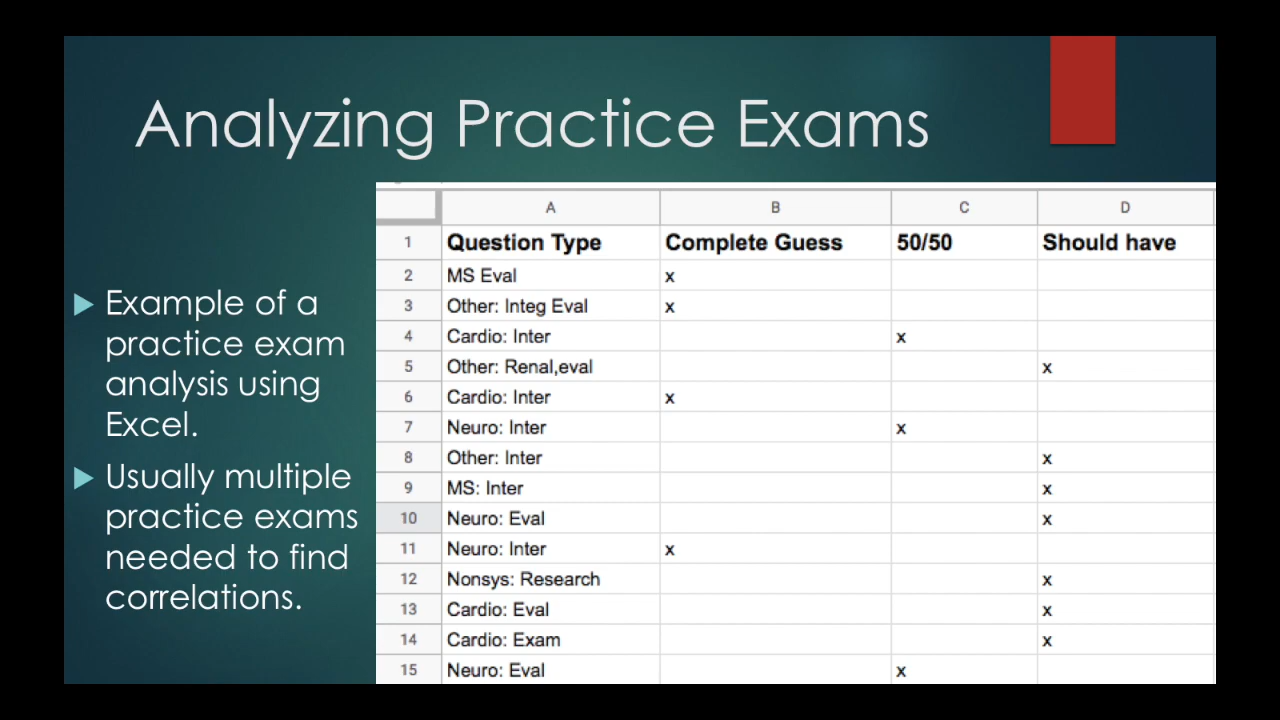 Analyzing Practice Exams
Example of a
practice exam
analysis using
Excel.
Usually multiple
practice exams
needed to find
correlations.
A B C D
1 Question Type Complete Guess 50/50 Should have
2 MS Eval x
3 Other: Integ Eval x
4 Cardio: Inter x
5 Other: Renal,eval x
6 Cardio: Inter x
7 Neuro: Inter x
8 Other: Inter x
9 MS: Inter x
10 Neuro: Eval x
11 Neuro: Inter x
12 Nonsys: Research x
13 Cardio: Eval x
14 Cardio: Exam x
15 Neuro: Eval x